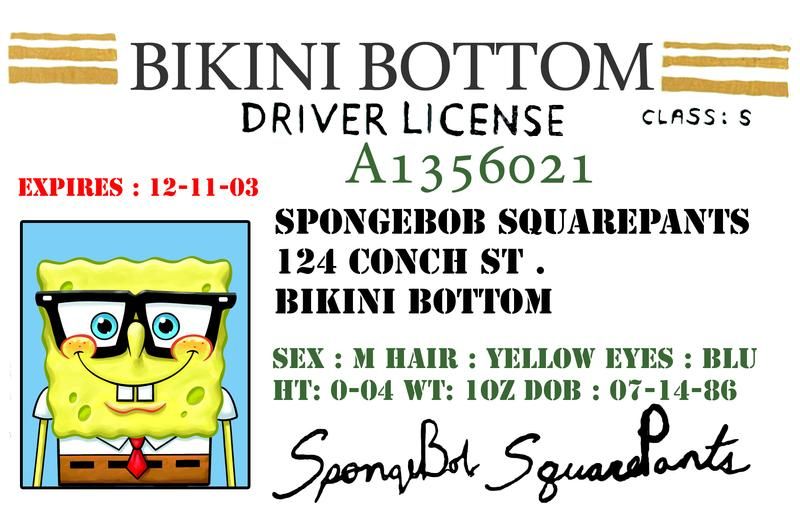 BIKINI BOTTOM
DRIVER LICENSE
CLASS: S
A1356021
EXPIRES : 12-11-03
SPONGEBOB SQUAREPANTS
124 CONCH ST .
BIKINI BOTTOM
SEX : M HAIR : YELLOW EYES : BLU
HT: 0-04 WT: 1OZ DOB : 07-14-86
SpongeBob SquarePants